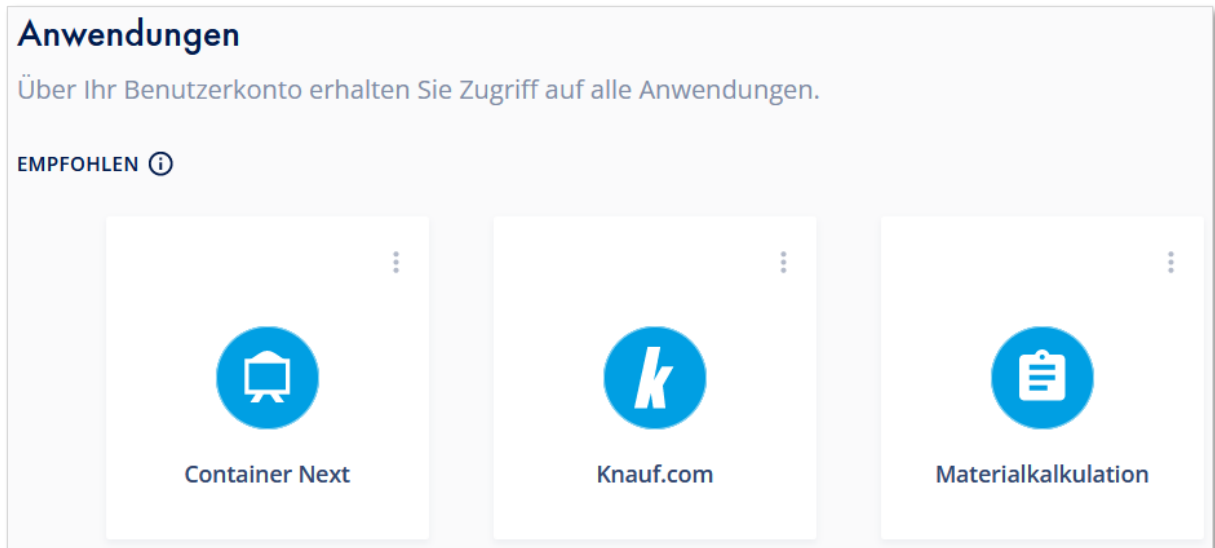 Anwendungen
Über Ihr Benutzerkonto erhalten Sie Zugriff auf alle Anwendungen.
EMPFOHLEN
k
Container Next
Knauf.com
Materialkalkulation